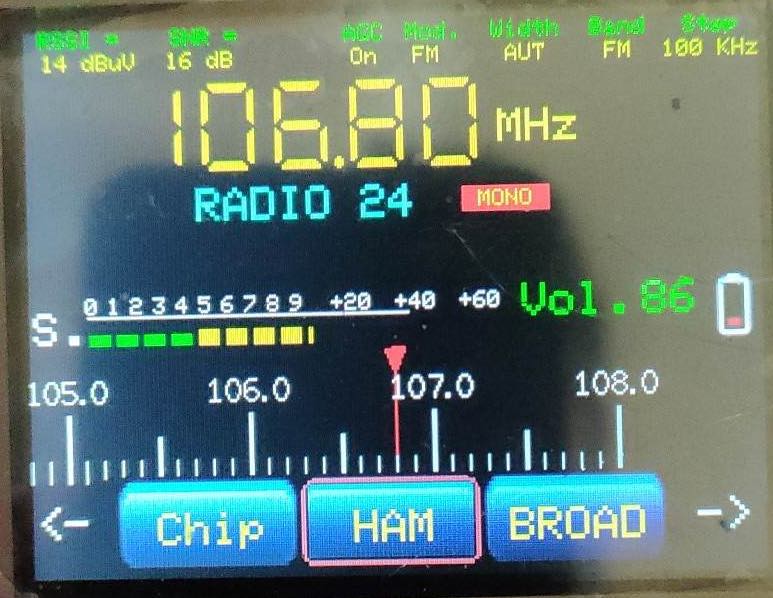 RSSI = SNR = AGC Mod. Width Band Step
14 dBuV 16 dB On FM AUT FM 100 KHz
106.80 MHz
RADIO 24 MONO
0 1 2 3 4 5 6 7 8 9 +20 +40 +60 Vol.86
S.
105.0 106.0 107.0 108.0
<- Chip HAM BROAD ->